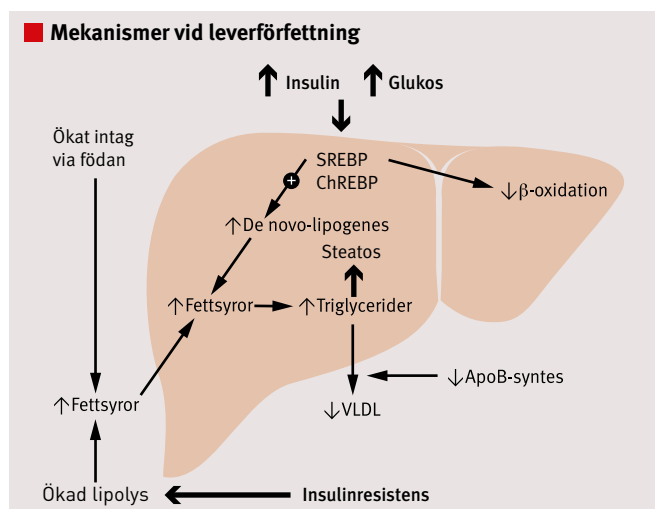 Mekanismer vid leverförfettning
↑ Insulin ↑ Glukos
Ökat intag
via födan
SREBP
+ ChREBP
↓β-oxidation
↑De novo-lipogenes
Steatos
↑Fettsyror
↑Triglycerider
↓ApoB-syntes
↑Fettsyror
↓VLDL
Ökad lipolys
Insulinresistens